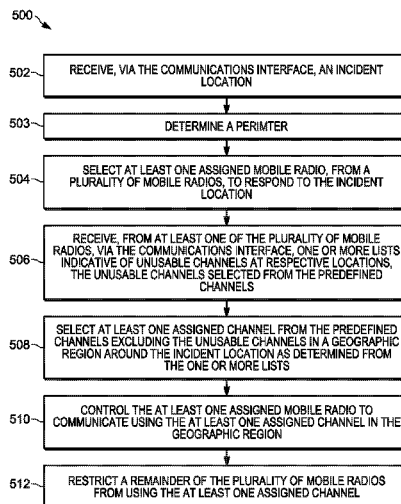 500
502
RECEIVE, VIA THE COMMUNICATIONS INTERFACE, AN INCIDENT
LOCATION
503
DETERMINE A PERIMTER
504
SELECT AT LEAST ONE ASSIGNED MOBILE RADIO, FROM A
PLURALITY OF MOBILE RADIOS, TO RESPOND TO THE INCIDENT
LOCATION
506
RECEIVE, FROM AT LEAST ONE OF THE PLURALITY OF MOBILE
RADIOS, VIA THE COMMUNICATIONS INTERFACE, ONE OR MORE LISTS
INDICATIVE OF UNUSABLE CHANNELS AT RESPECTIVE LOCATIONS,
THE UNUSABLE CHANNELS SELECTED FROM THE PREDEFINED
CHANNELS
508
SELECT AT LEAST ONE ASSIGNED CHANNEL FROM THE PREDEFINED
CHANNELS EXCLUDING THE UNUSABLE CHANNELS IN A GEOGRAPHIC
REGION AROUND THE INCIDENT LOCATION AS DETERMINED FROM
THE ONE OR MORE LISTS
510
CONTROL THE AT LEAST ONE ASSIGNED MOBILE RADIO TO
COMMUNICATE USING THE AT LEAST ONE ASSIGNED CHANNEL IN THE
GEOGRAPHIC REGION
512
RESTRICT A REMAINDER OF THE PLURALITY OF MOBILE RADIOS
FROM USING THE AT LEAST ONE ASSIGNED CHANNEL